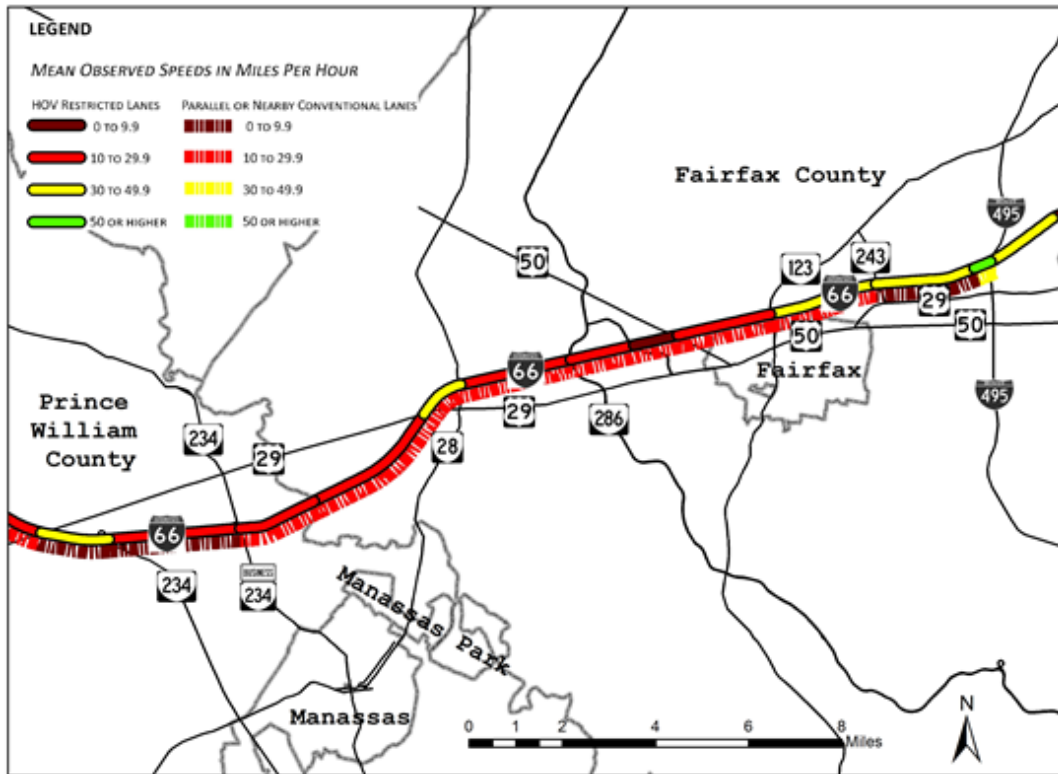 LEGEND
MEAN OBSERVED SPEEDS IN MILES PER HOUR
HOV RESTRICTED LANES PARALLEL OR NEARBY CONVENTIONAL LANES
0 TO 9.9 0 TO 9.9
10 TO 29.9 10 TO 29.9
30 TO 49.9 30 TO 49.9
50 OR HIGHER 50 OR HIGHER
Fairfax County
495
50
123
243
66
29
50
50
66
Fairfax
495
Prince
William
County
234
29
29
286
28
66
234
BUSINESS
234
Manassas Park
Manassas
0 1 2 4 6 8
Miles
N